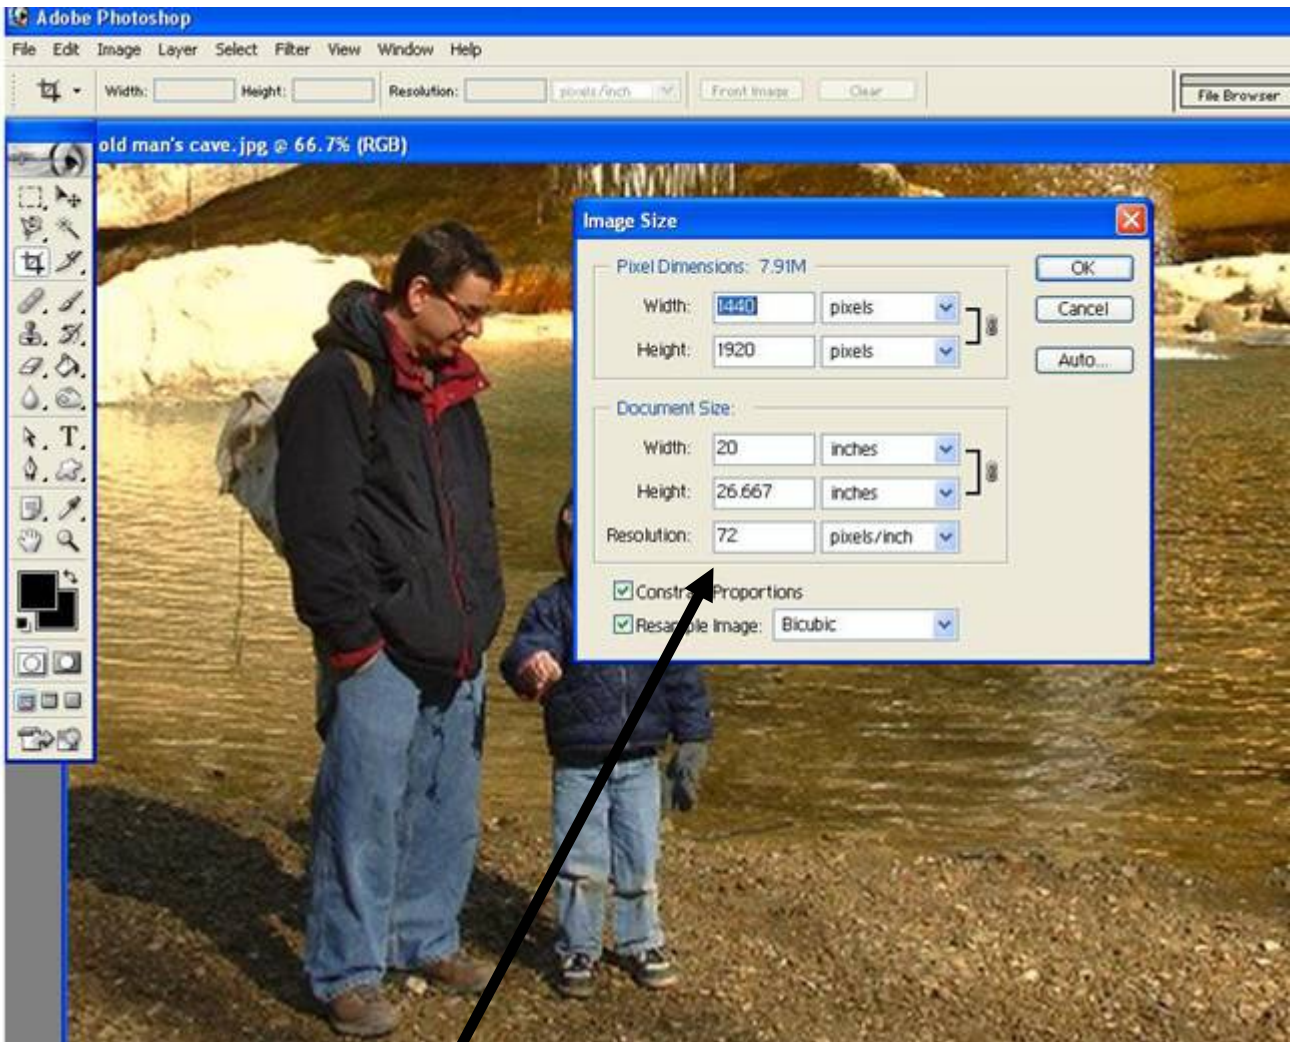 Adobe Photoshop
File Edit Image Layer Select Filter View Window Help
Width: Height: Resolution: pixels/inch Front Image Clear File Browser
old man's cave.jpg @ 66.7% (RGB)
Image Size
Pixel Dimensions: 7.91M
Width: 1440 pixels
Height: 1920 pixels
Document Size:
Width: 20 inches
Height: 26.667 inches
Resolution: 72 pixels/inch
Proportions
Resample Image: Bicubic
OK
Cancel
Auto...
T